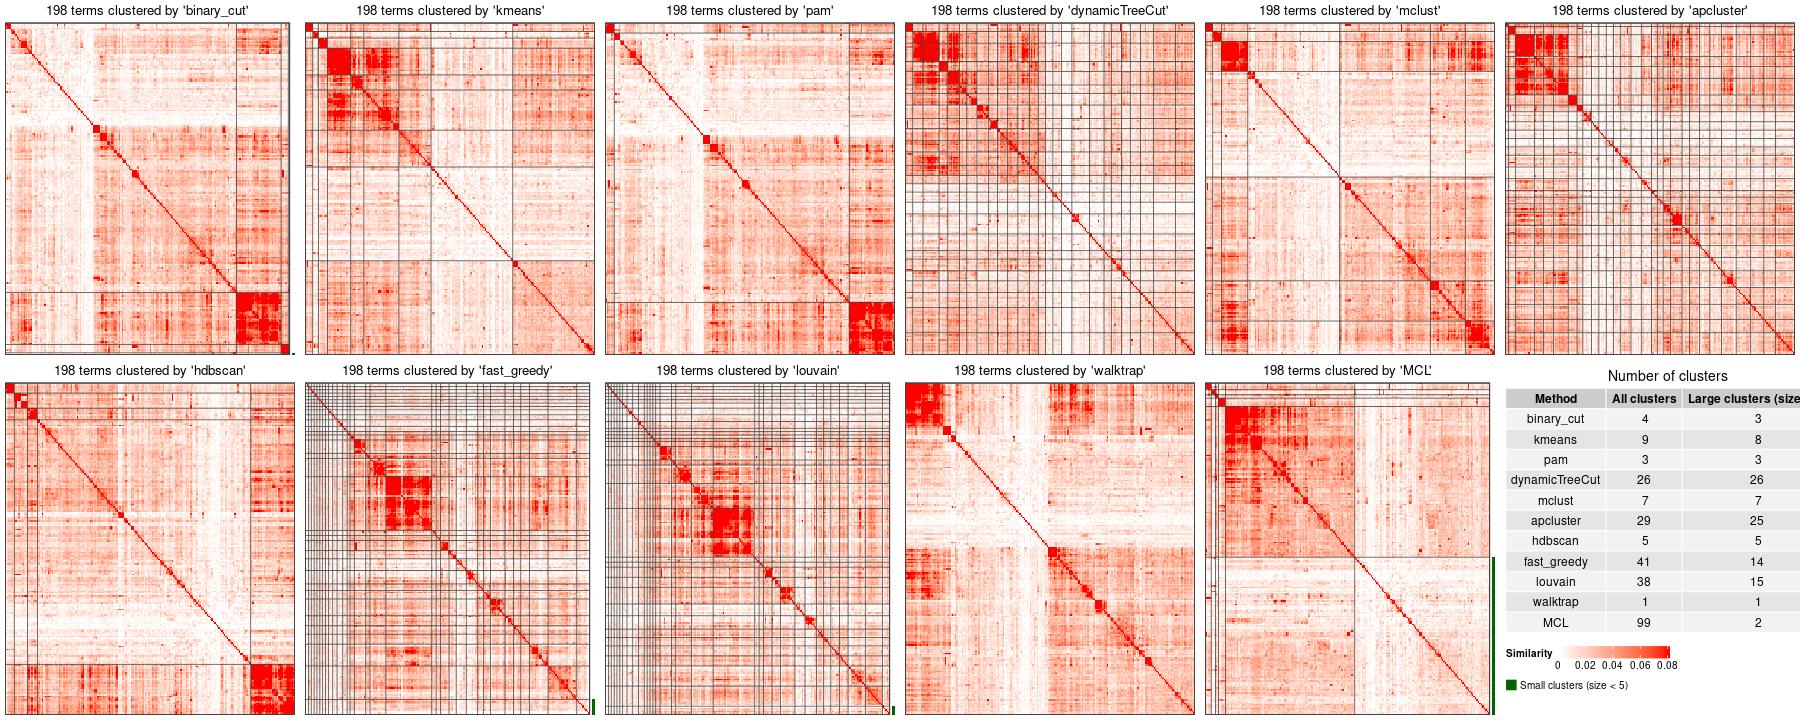 198 terms clustered by 'binary_cut'
198 terms clustered by 'kmeans'
198 terms clustered by 'pam'
198 terms clustered by 'dynamicTreeCut'
198 terms clustered by 'mclust'
198 terms clustered by 'apcluster'
198 terms clustered by 'hdbscan'
198 terms clustered by 'fast_greedy'
198 terms clustered by 'louvain'
198 terms clustered by 'walktrap'
198 terms clustered by 'MCL'
Number of clusters
Method All clusters Large clusters (size
binary_cut 4 3
kmeans 9 8
pam 3 3
dynamicTreeCut 26 26
mclust 7 7
apcluster 29 25
hdbscan 5 5
fast_greedy 41 14
louvain 38 15
walktrap 1 1
MCL 99 2
Similarity
0 0.02 0.04 0.06 0.08
Small clusters (size < 5)